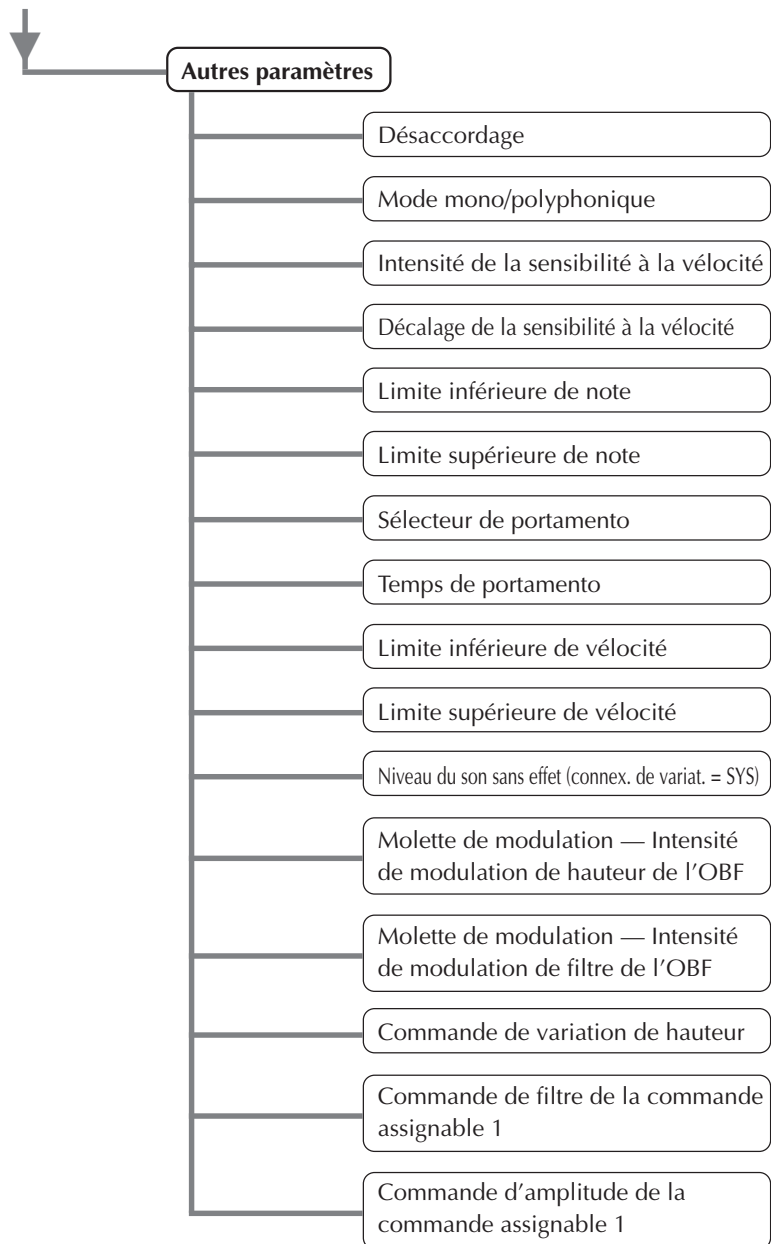 Autres paramètres
Désaccordage
Mode mono/polyphonique
Intensité de la sensibilité à la vélocité
Décalage de la sensibilité à la vélocité
Limite inférieure de note
Limite supérieure de note
Sélecteur de portamento
Temps de portamento
Limite inférieure de vélocité
Limite supérieure de vélocité
Niveau du son sans effet (connex. de variat. = SYS)
Molette de modulation — Intensité
de modulation de hauteur de l’OBF
Molette de modulation — Intensité
de modulation de filtre de l’OBF
Commande de variation de hauteur
Commande de filtre de la commande
assignable 1
Commande d’amplitude de la
commande assignable 1